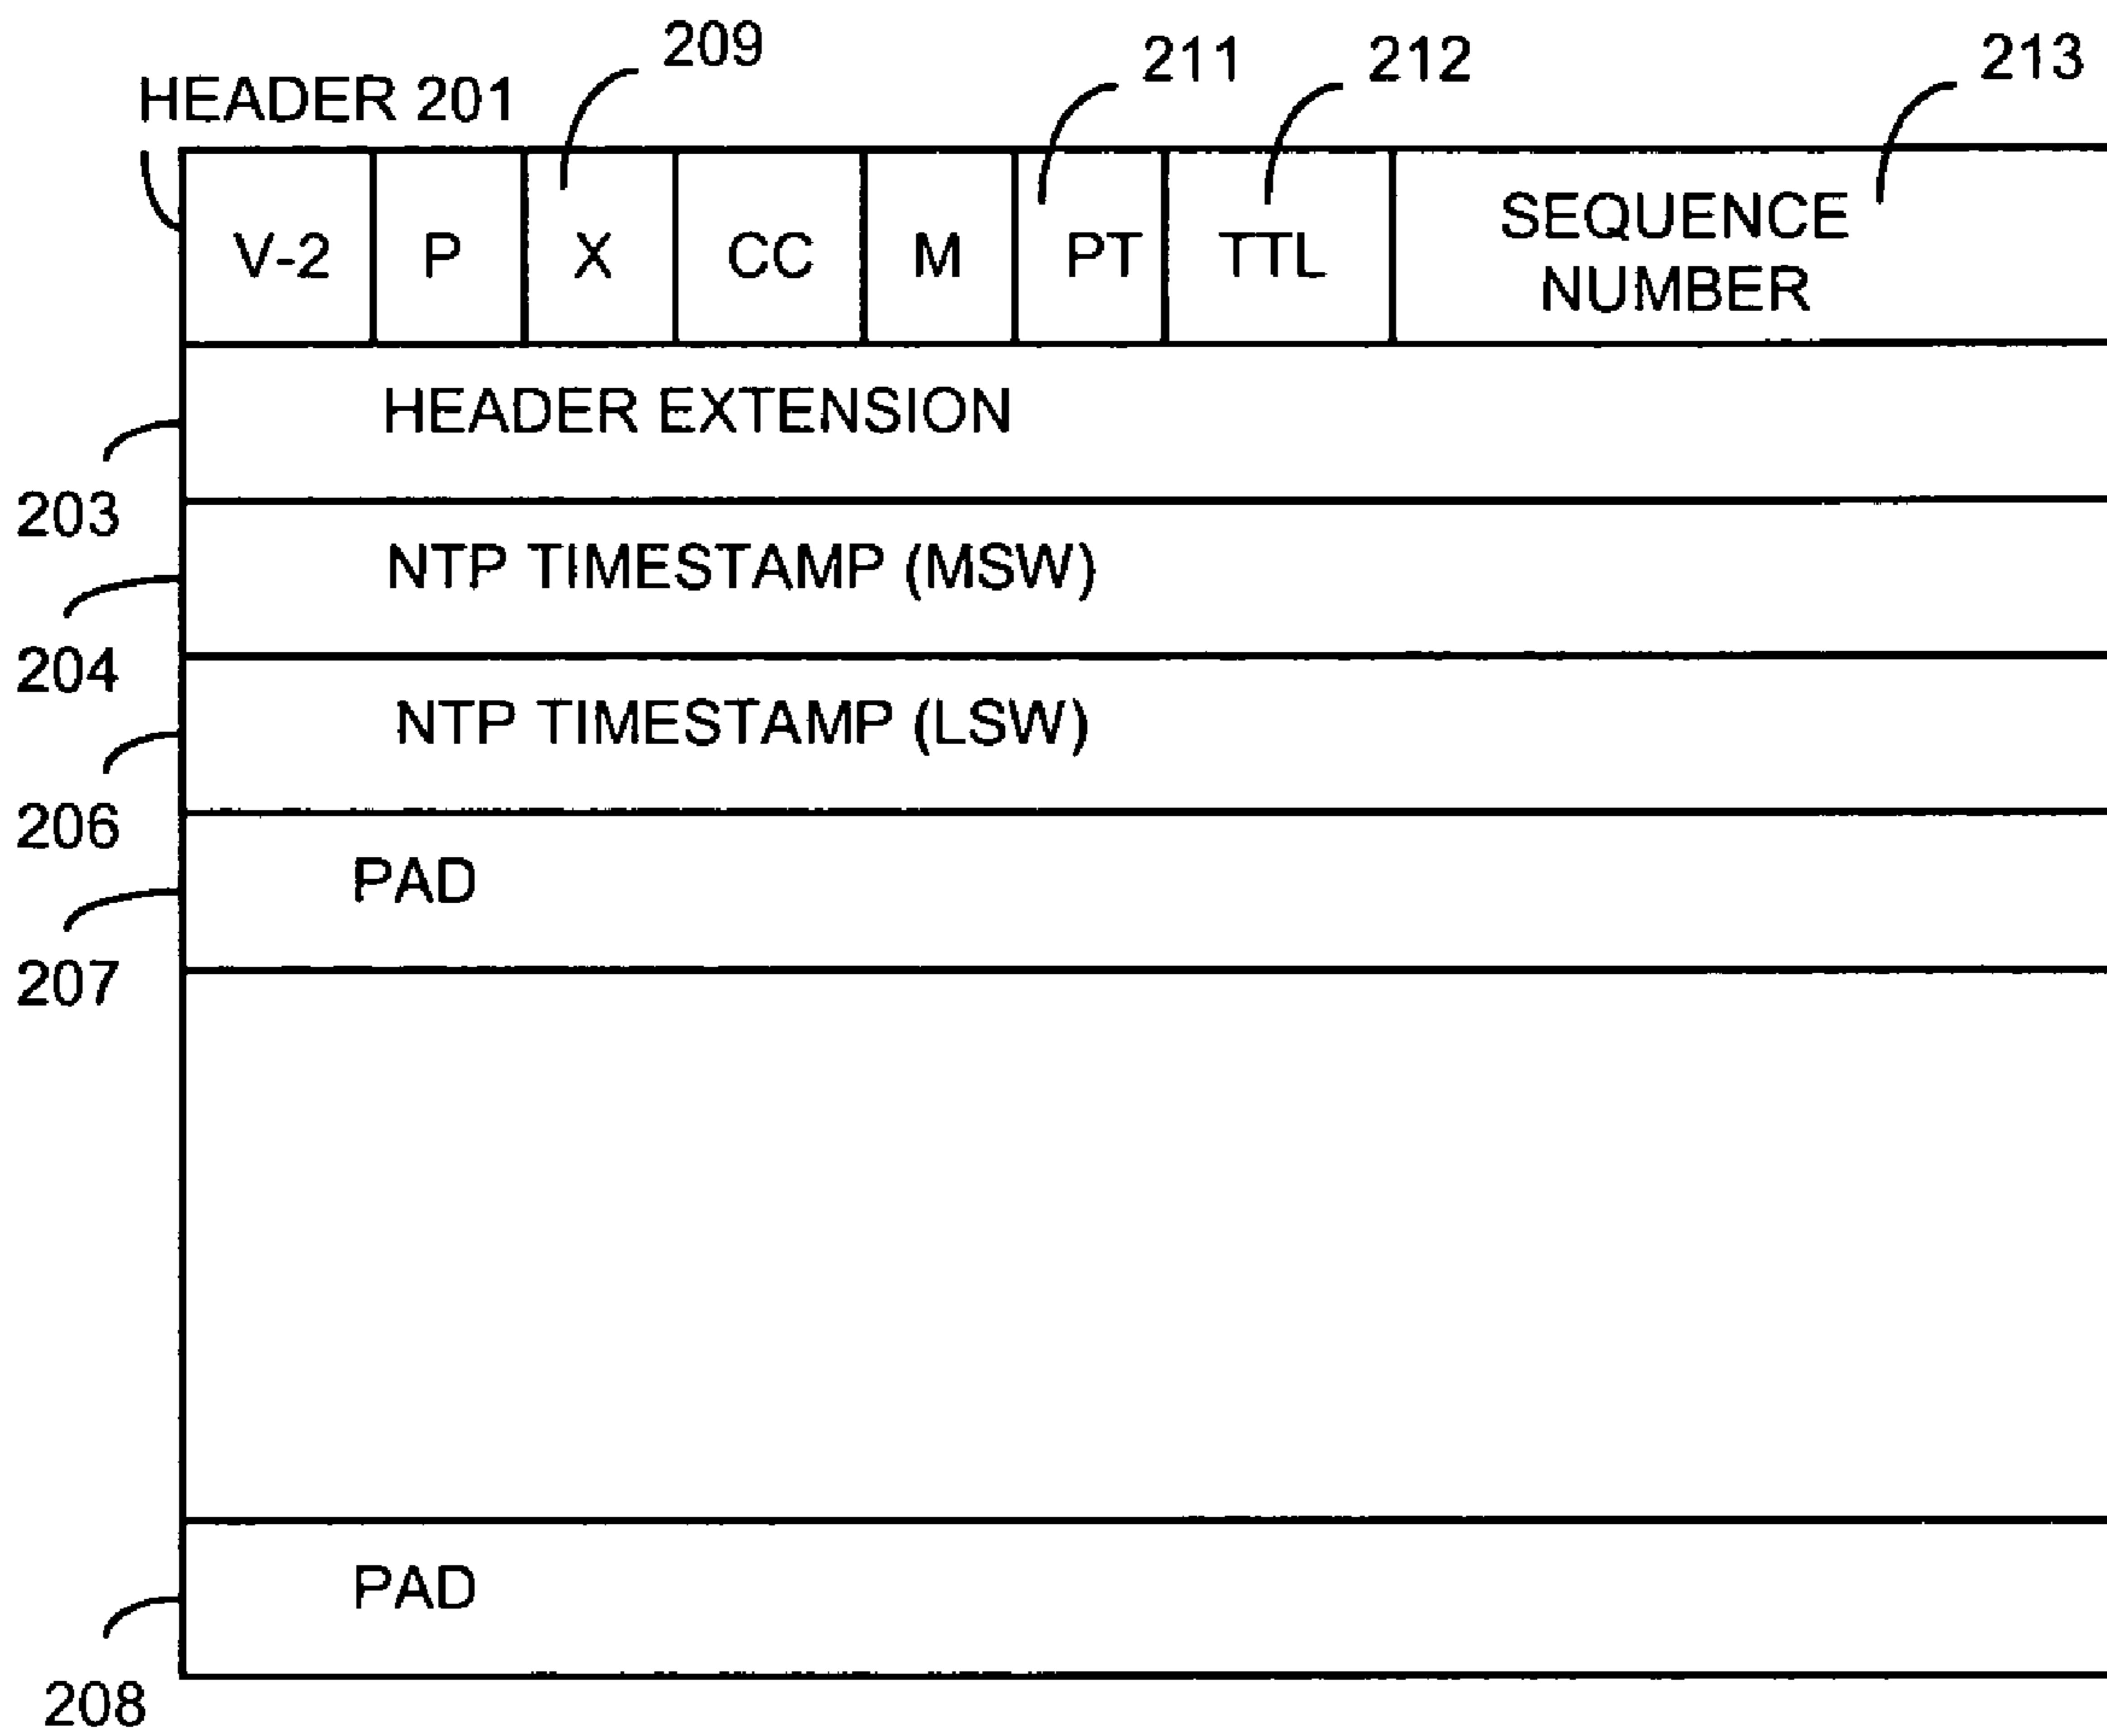 209
211
212
213
HEADER 201
V-2
P
X
CC
M
PT
TTL
SEQUENCE
NUMBER
HEADER EXTENSION
203
NTP TIMESTAMP (MSW)
204
NTP TIMESTAMP (LSW)
206
PAD
207
PAD
208